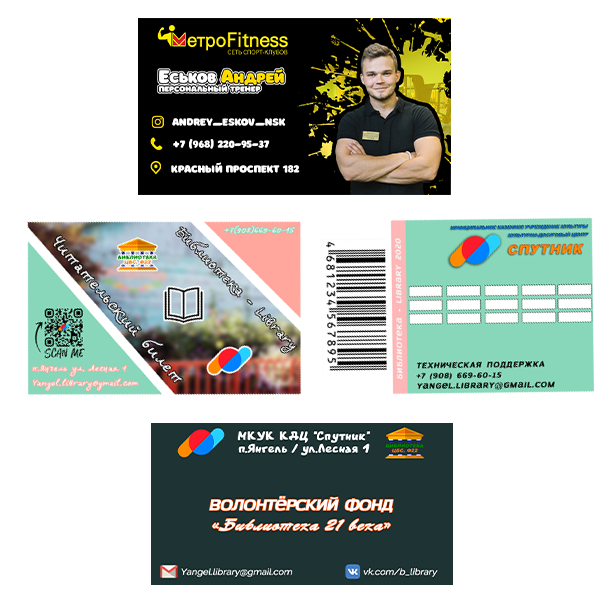 МетроFitness
СЕТЬ СПОРТ-КЛУБОВ
Еськов Андрей
ПЕРСОНАЛЬНЫЙ ТРЕНЕР
ANDREY_ESKOV_NSK
+7 (968) 220-95-37
КРАСНЫЙ ПРОСПЕКТ 182
+7(908)669-60-15
Библиотека - Library
БИБЛИОТЕКА
ЦБС. Ф22
Читательский билет
SCAN ME
п.Янгель ул. Лесная 1
Yangel.library@gmail.com
4681234567895
БИБЛИОТЕКА - LIBRARY 2020
МУНИЦИПАЛЬНОЕ КАЗЕННОЕ УЧРЕЖДЕНИЕ КУЛЬТУРЫ
КУЛЬТУРНО-ДОСУГОВЫЙ ЦЕНТР
СПУТНИК
ТЕХНИЧЕСКАЯ ПОДДЕРЖКА
+7 (908) 669-60-15
YANGEL.LIBRARY@GMAIL.COM
МКУК КДЦ "Спутник"
п.Янгель / ул.Лесная 1
БИБЛИОТЕКА
ЦБС. Ф22
ВОЛОНТЁРСКИЙ ФОНД
«Библиотека 21 века»
Yangel.library@gmail.com
vk.com/b_library